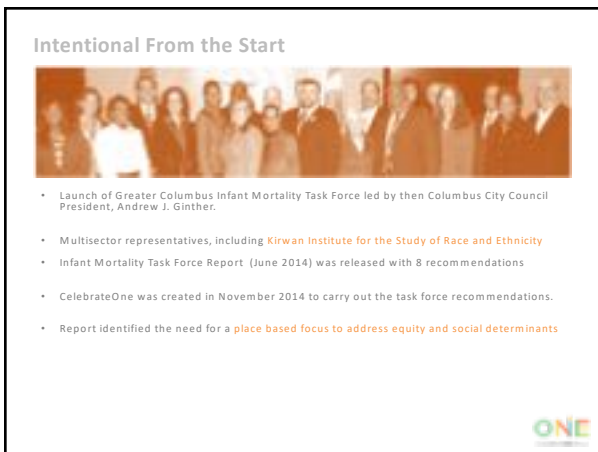 Intentional From the Start
• Launch of Greater Columbus Infant Mortality Task Force led by then Columbus City Council
President, Andrew J. Ginther.
• Multisector representatives, including Kirwan Institute for the Study of Race and Ethnicity
• Infant Mortality Task Force Report (June 2014) was released with 8 recommendations
• CelebrateOne was created in November 2014 to carry out the task force recommendations.
• Report identified the need for a place based focus to address equity and social determinants
ONE